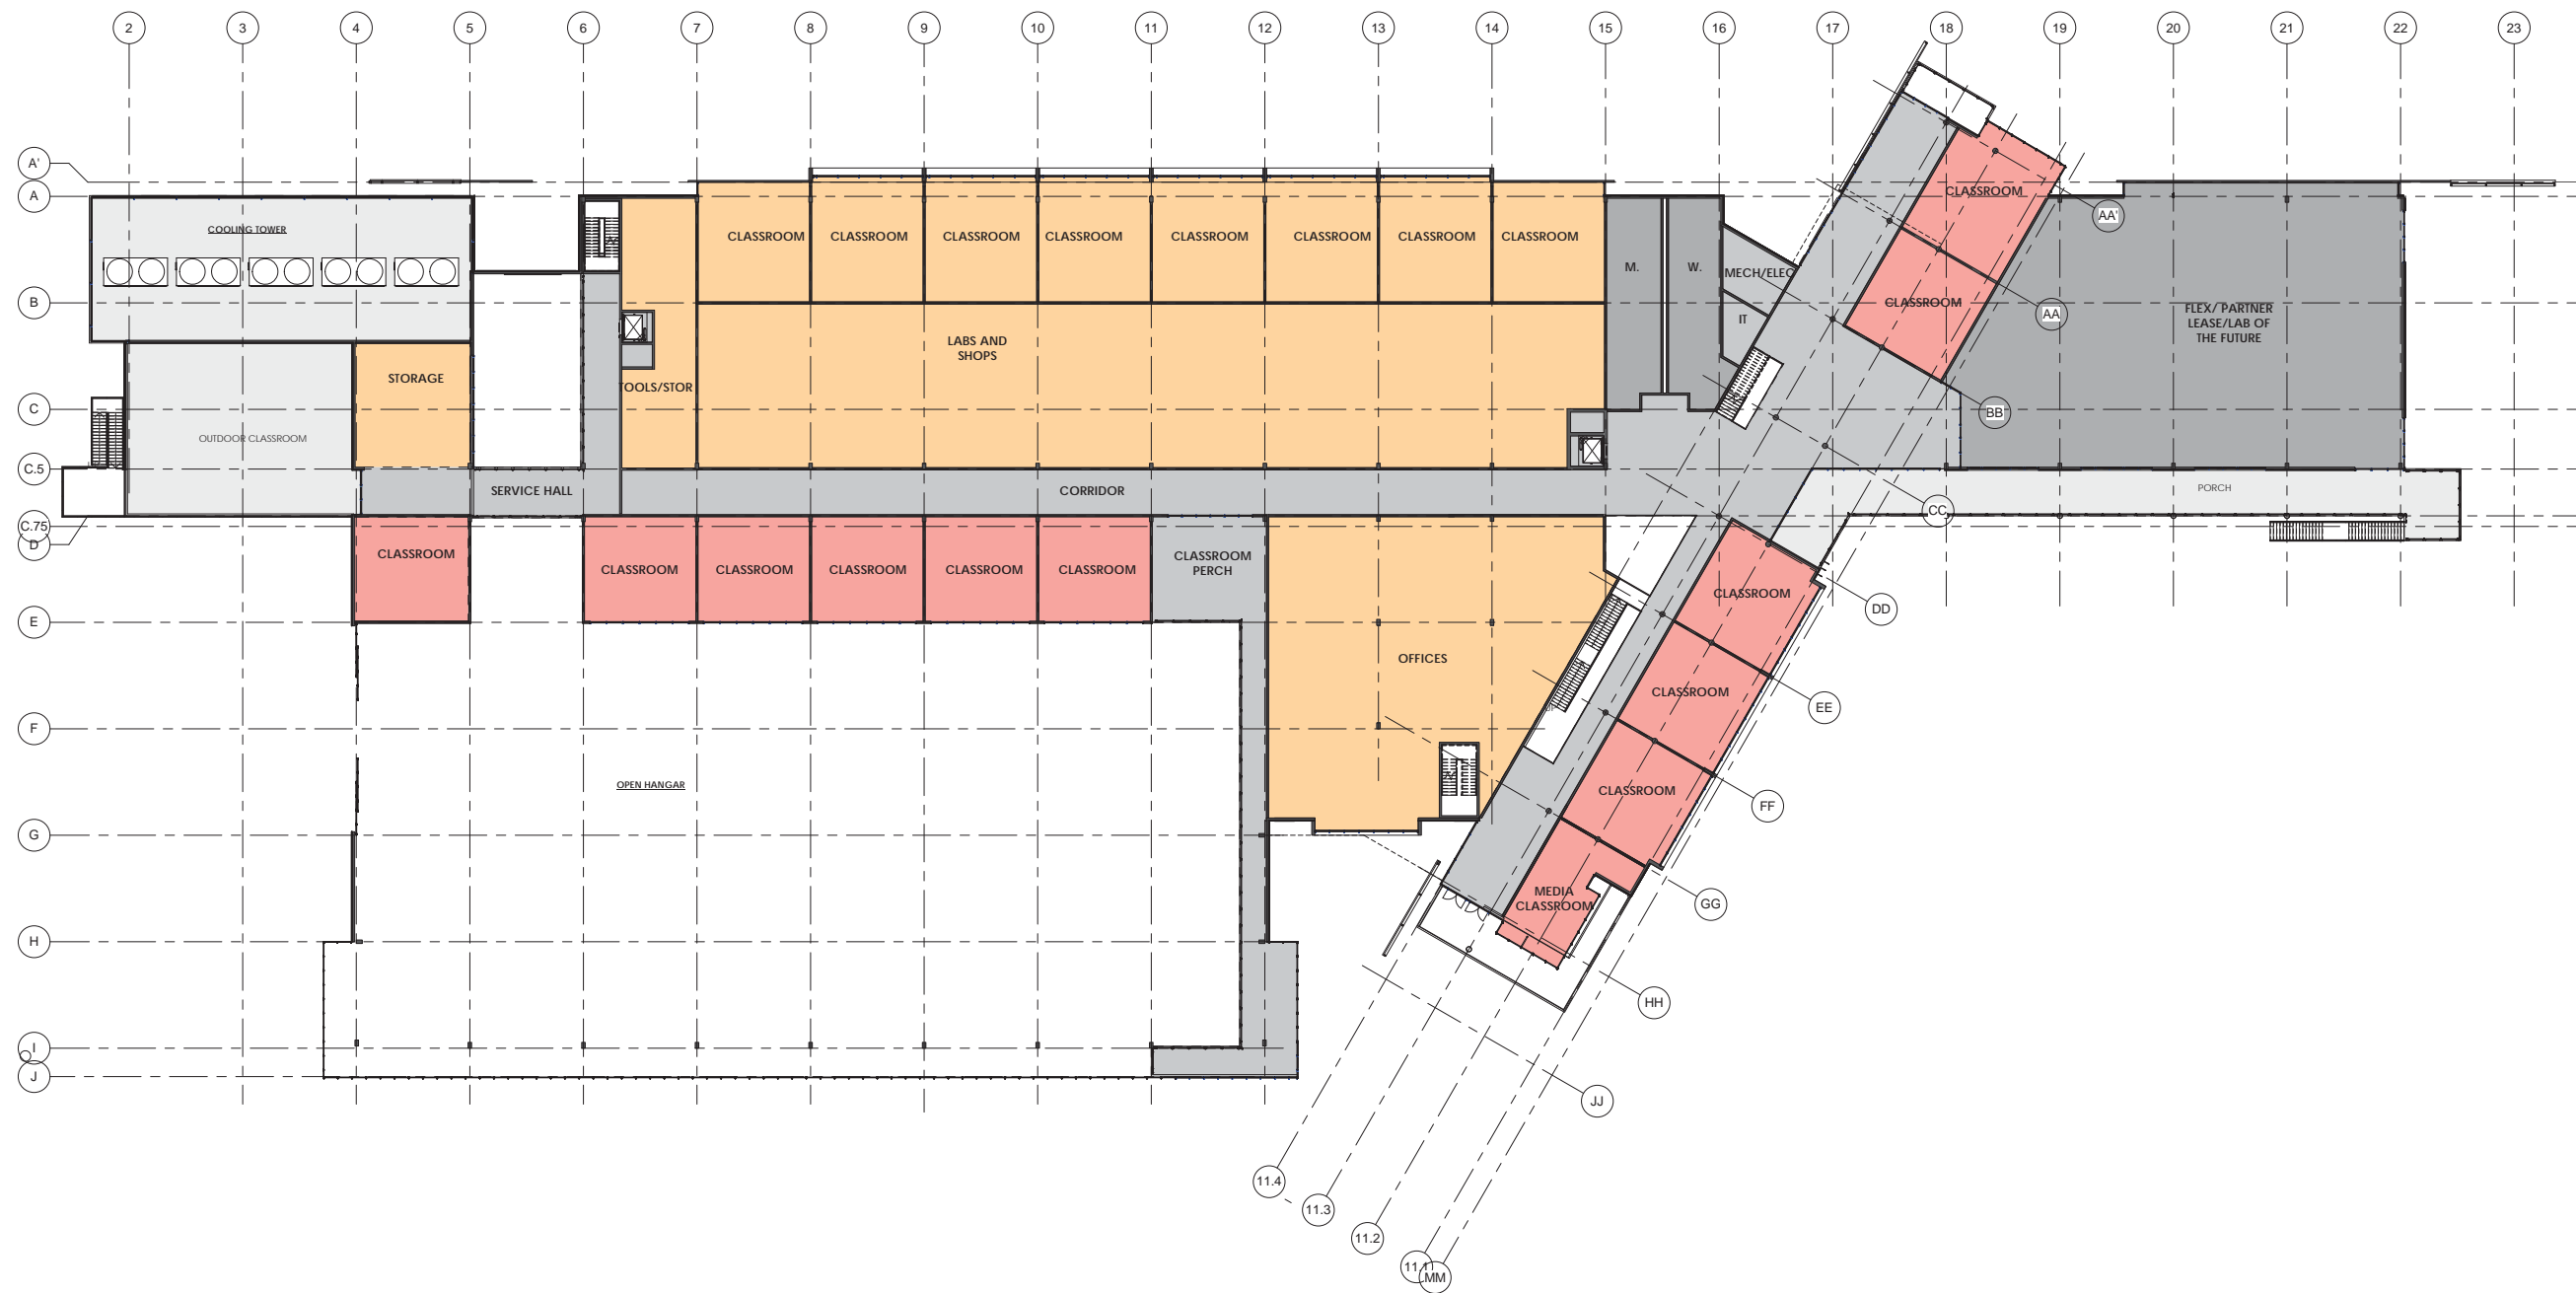 2 3 4 5 6 7 8 9 10 11 12 13 14 15 16 17 18 19 20 21 22 23
A'
A
CLASSROOM
AA'
COOLING TOWER
CLASSROOM CLASSROOM CLASSROOM CLASSROOM CLASSROOM CLASSROOM CLASSROOM CLASSROOM
M. W. MECH/ELEC
B
CLASSROOM
FLEX/ PARTNER
LEASE/LAB OF
THE FUTURE
AA
IT
LABS AND
SHOPS
STORAGE
TOOLS/STOR
C
BB
OUTDOOR CLASSROOM
C.5
SERVICE HALL
CORRIDOR
PORCH
CC
C.75
D
CLASSROOM
CLASSROOM CLASSROOM CLASSROOM CLASSROOM CLASSROOM
CLASSROOM
PERCH
CLASSROOM
DD
E
OFFICES
CLASSROOM
EE
F
OPEN HANGAR
CLASSROOM
FF
G
MEDIA
CLASSROOM
GG
H
HH
I
J
JJ
11.4
11.3
11.2
11.1
MM